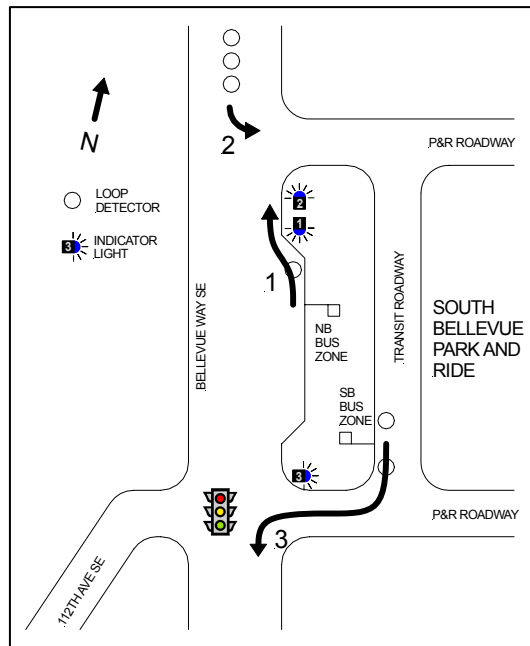 N
2
P&R ROADWAY
LOOP
DETECTOR
3
INDICATOR
LIGHT
2
1
1
BELLEVUE WAY SE
NB
BUS
ZONE
TRANSIT ROADWAY
SOUTH
BELLEVUE
PARK AND
RIDE
SB
BUS
ZONE
3
P&R ROADWAY
3
112TH AVE SE